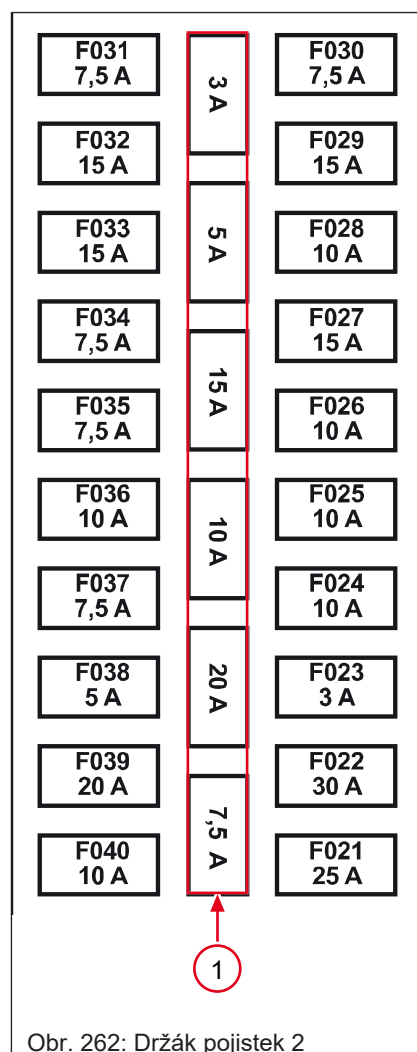 F031
7,5 A
F032
15 A
F033
15 A
F034
7,5 A
F035
7,5 A
F036
10 A
F037
7,5 A
F038
5 A
F039
20 A
F040
10 A
3 A
5 A
15 A
10 A
20 A
7,5 A
F030
7,5 A
F029
15 A
F028
10 A
F027
15 A
F026
10 A
F025
10 A
F024
10 A
F023
3 A
F022
30 A
F021
25 A
1
Obr. 262: Držák pojistek 2